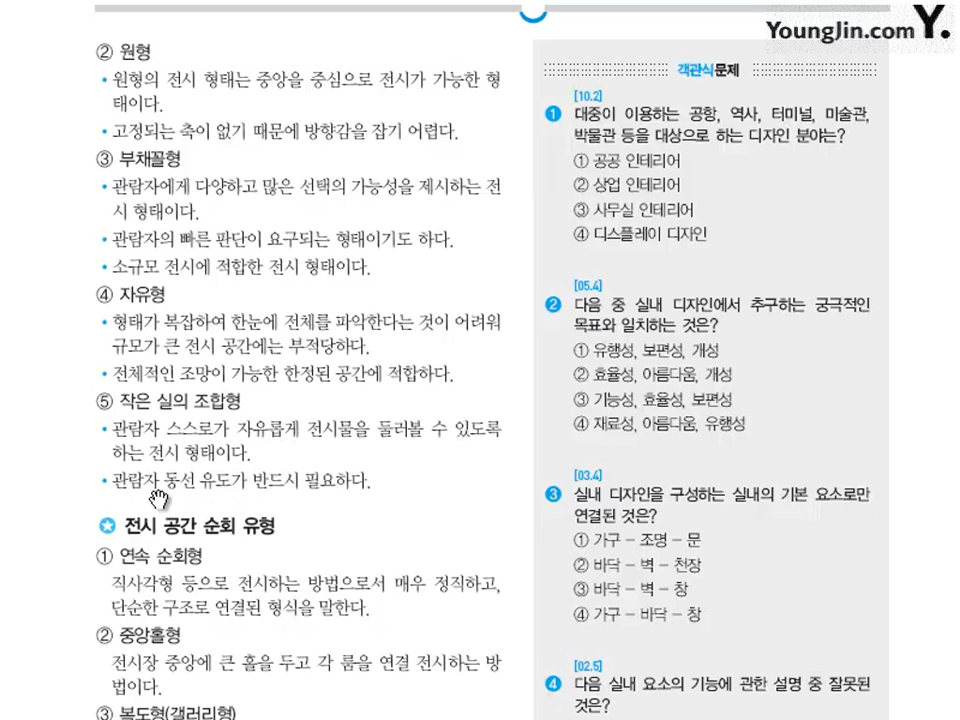 YoungJin.com Y.
② 원형
• 원형의 전시 형태는 중앙을 중심으로 전시가 가능한 형
태이다.
• 고정되는 축이 없기 때문에 방향감을 잡기 어렵다.
③ 부채꼴형
• 관람자에게 다양하고 많은 선택의 가능성을 제시하는 전
시 형태이다.
• 관람자의 빠른 판단이 요구되는 형태이기도 하다.
• 소규모 전시에 적합한 전시 형태이다.
④ 자유형
• 형태가 복잡하여 한눈에 전체를 파악한다는 것이 어려워
규모가 큰 전시 공간에는 부적당하다.
• 전체적인 조망이 가능한 한정된 공간에 적합하다.
⑤ 작은 실의 조합형
• 관람자 스스로가 자유롭게 전시물을 둘러볼 수 있도록
하는 전시 형태이다.
• 관람자 동선 유도가 반드시 필요하다.
전시 공간 순회 유형
① 연속 순회형
직사각형 등으로 전시하는 방법으로서 매우 정직하고,
단순한 구조로 연결된 형식을 말한다.
② 중앙홀형
전시장 중앙에 큰 홀을 두고 각 룸을 연결 전시하는 방
법이다.
③ 복도형(갤러리형)
객관식문제
[10.2]
1 대중이 이용하는 공항, 역사, 터미널, 미술관,
박물관 등을 대상으로 하는 디자인 분야는?
① 공공 인테리어
② 상업 인테리어
③ 사무실 인테리어
④ 디스플레이 디자인
[05.4]
2 다음 중 실내 디자인에서 추구하는 궁극적인
목표와 일치하는 것은?
① 유행성, 보편성, 개성
② 효율성, 아름다움, 개성
③ 기능성, 효율성, 보편성
④ 재료성, 아름다움, 유행성
[03.4]
3 실내 디자인을 구성하는 실내의 기본 요소로만
연결된 것은?
① 가구 – 조명 – 문
② 바닥 – 벽 – 천장
③ 바닥 – 벽 – 창
④ 가구 – 바닥 – 창
[02.5]
4 다음 실내 요소의 기능에 관한 설명 중 잘못된
것은?